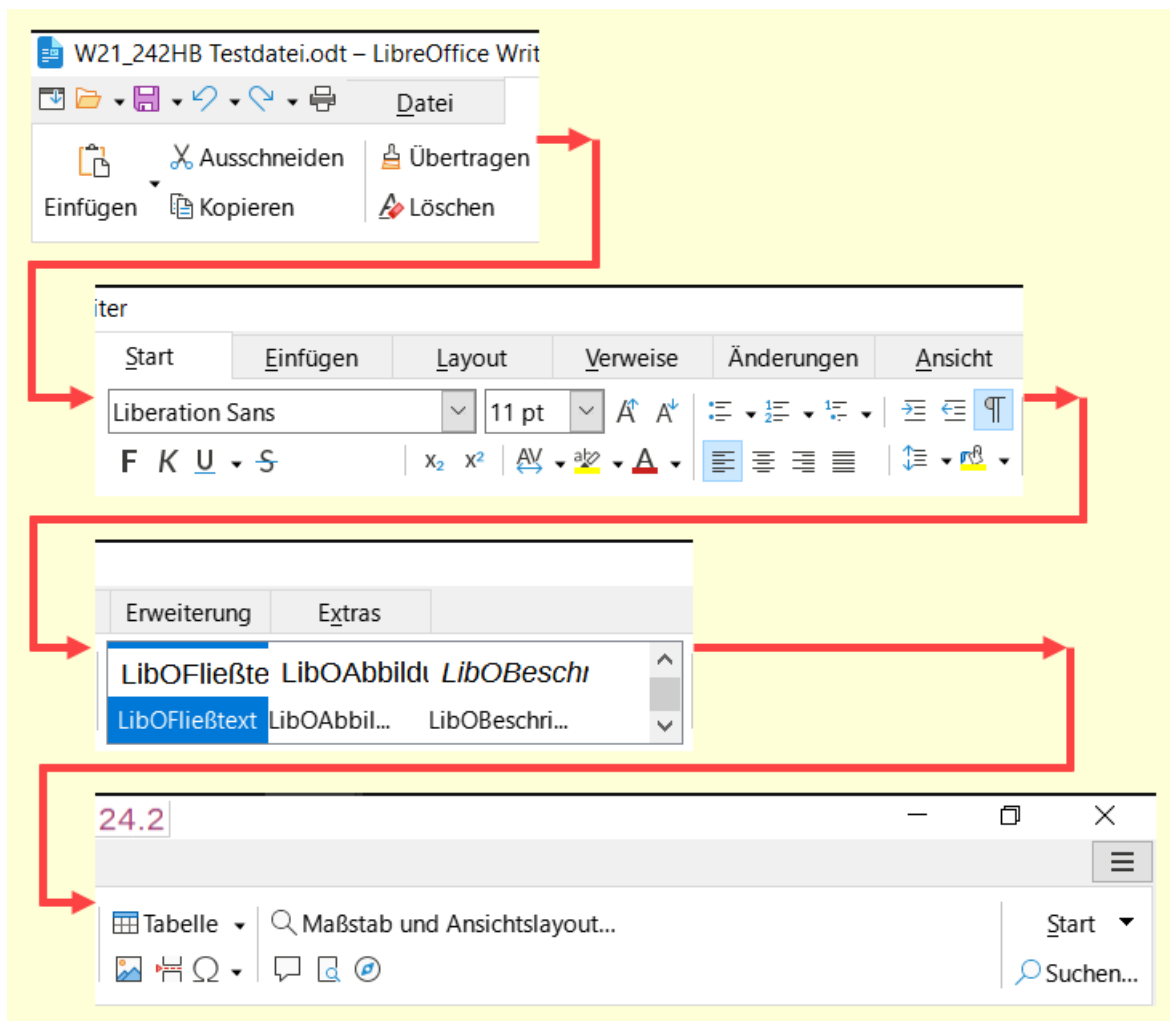 W21_242HB Testdatei.odt – LibreOffice Writ
Datei
Ausschneiden Übertragen
Einfügen Kopieren Löschen
iter
Start Einfügen Layout Verweise Änderungen Ansicht
Liberation Sans 11 pt
F K U S x₂ x² AV A
Erweiterung Extras
LibOFließte LibOAbbildu LibOBeschr
LibOFließtext LibOAbbil... LibOBeschri...
24.2
Tabelle Maßstab und Ansichtslayout... Start
Suchen...